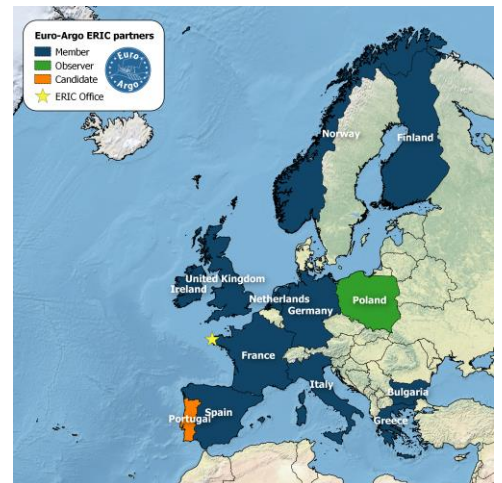 Euro-Argo ERIC partners
Member
Observer
Candidate
ERIC Office
Euro
Argo
Norway
Finland
United Kingdom
Ireland
Netherlands
Germany
Poland
France
Italy
Bulgaria
Portugal
Spain
Greece